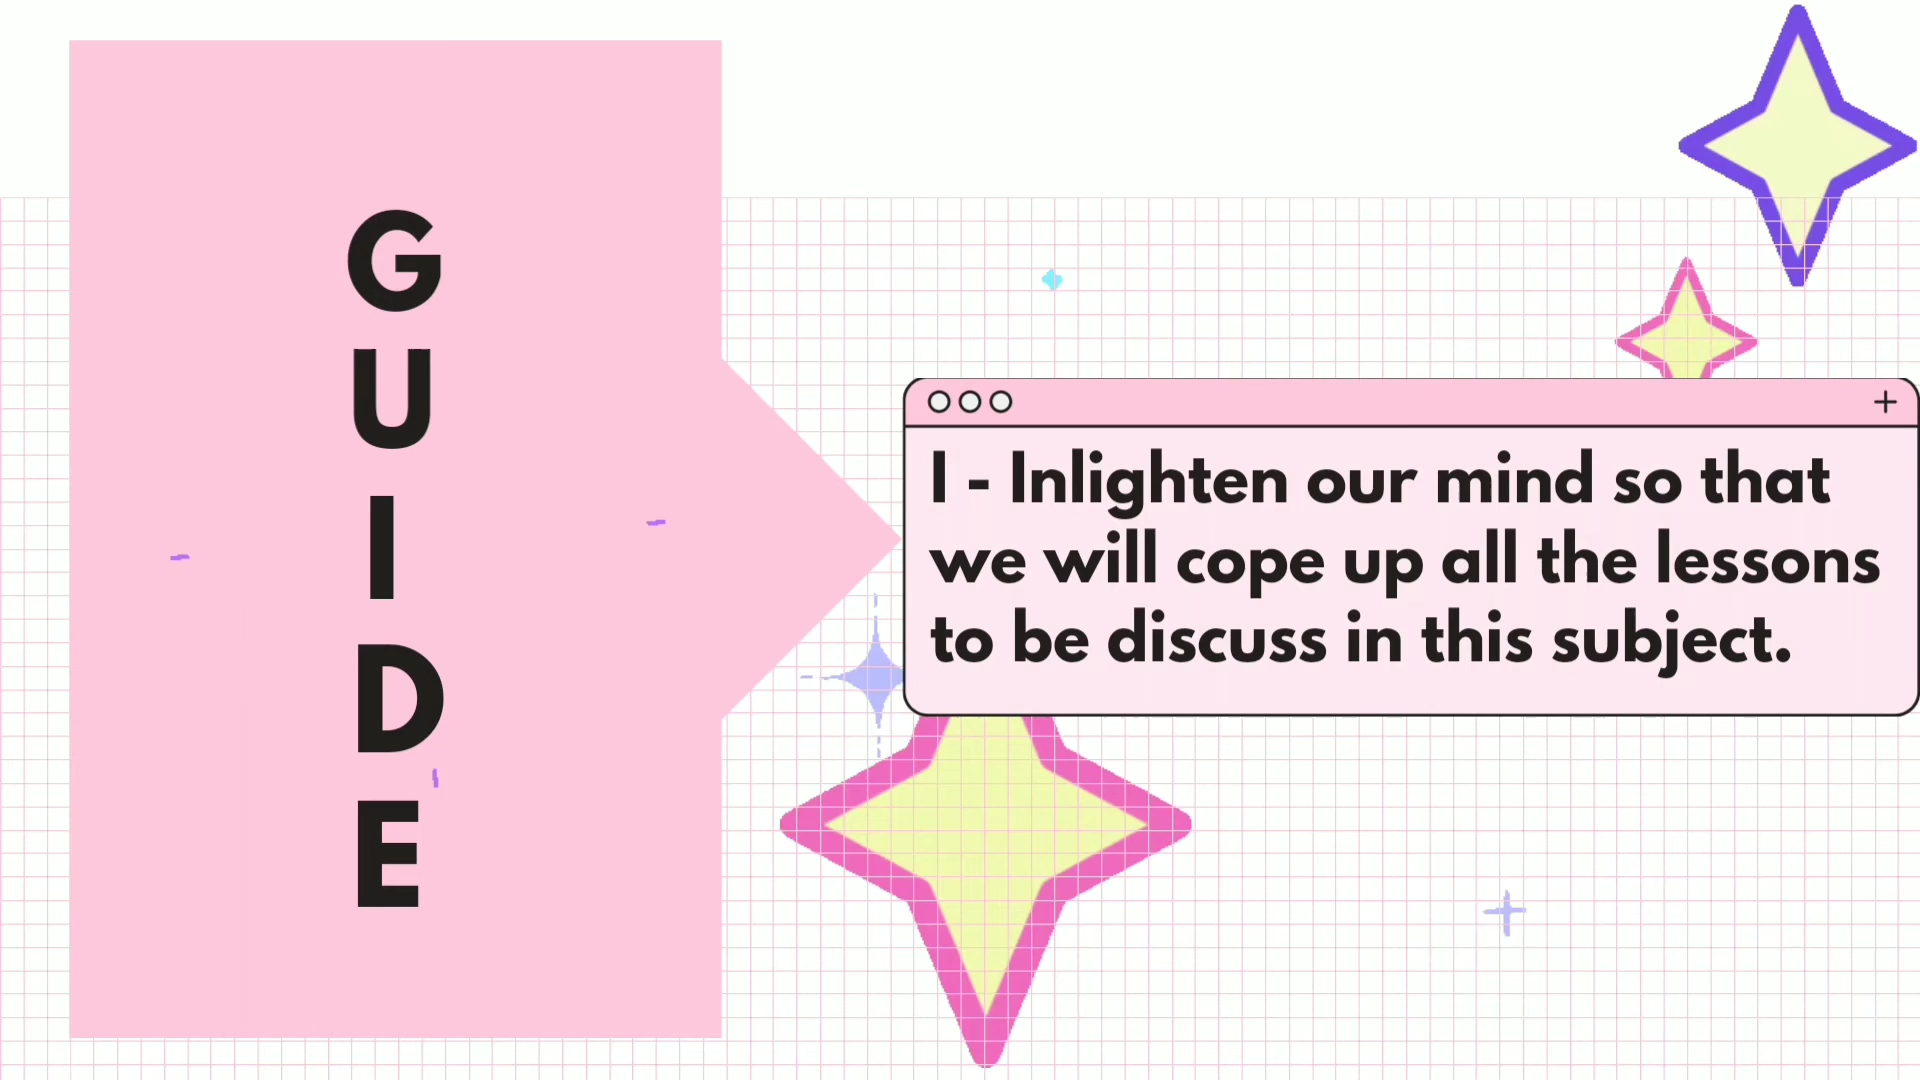 G
U
I
D
E
I - Inlighten our mind so that
we will cope up all the lessons
to be discuss in this subject.